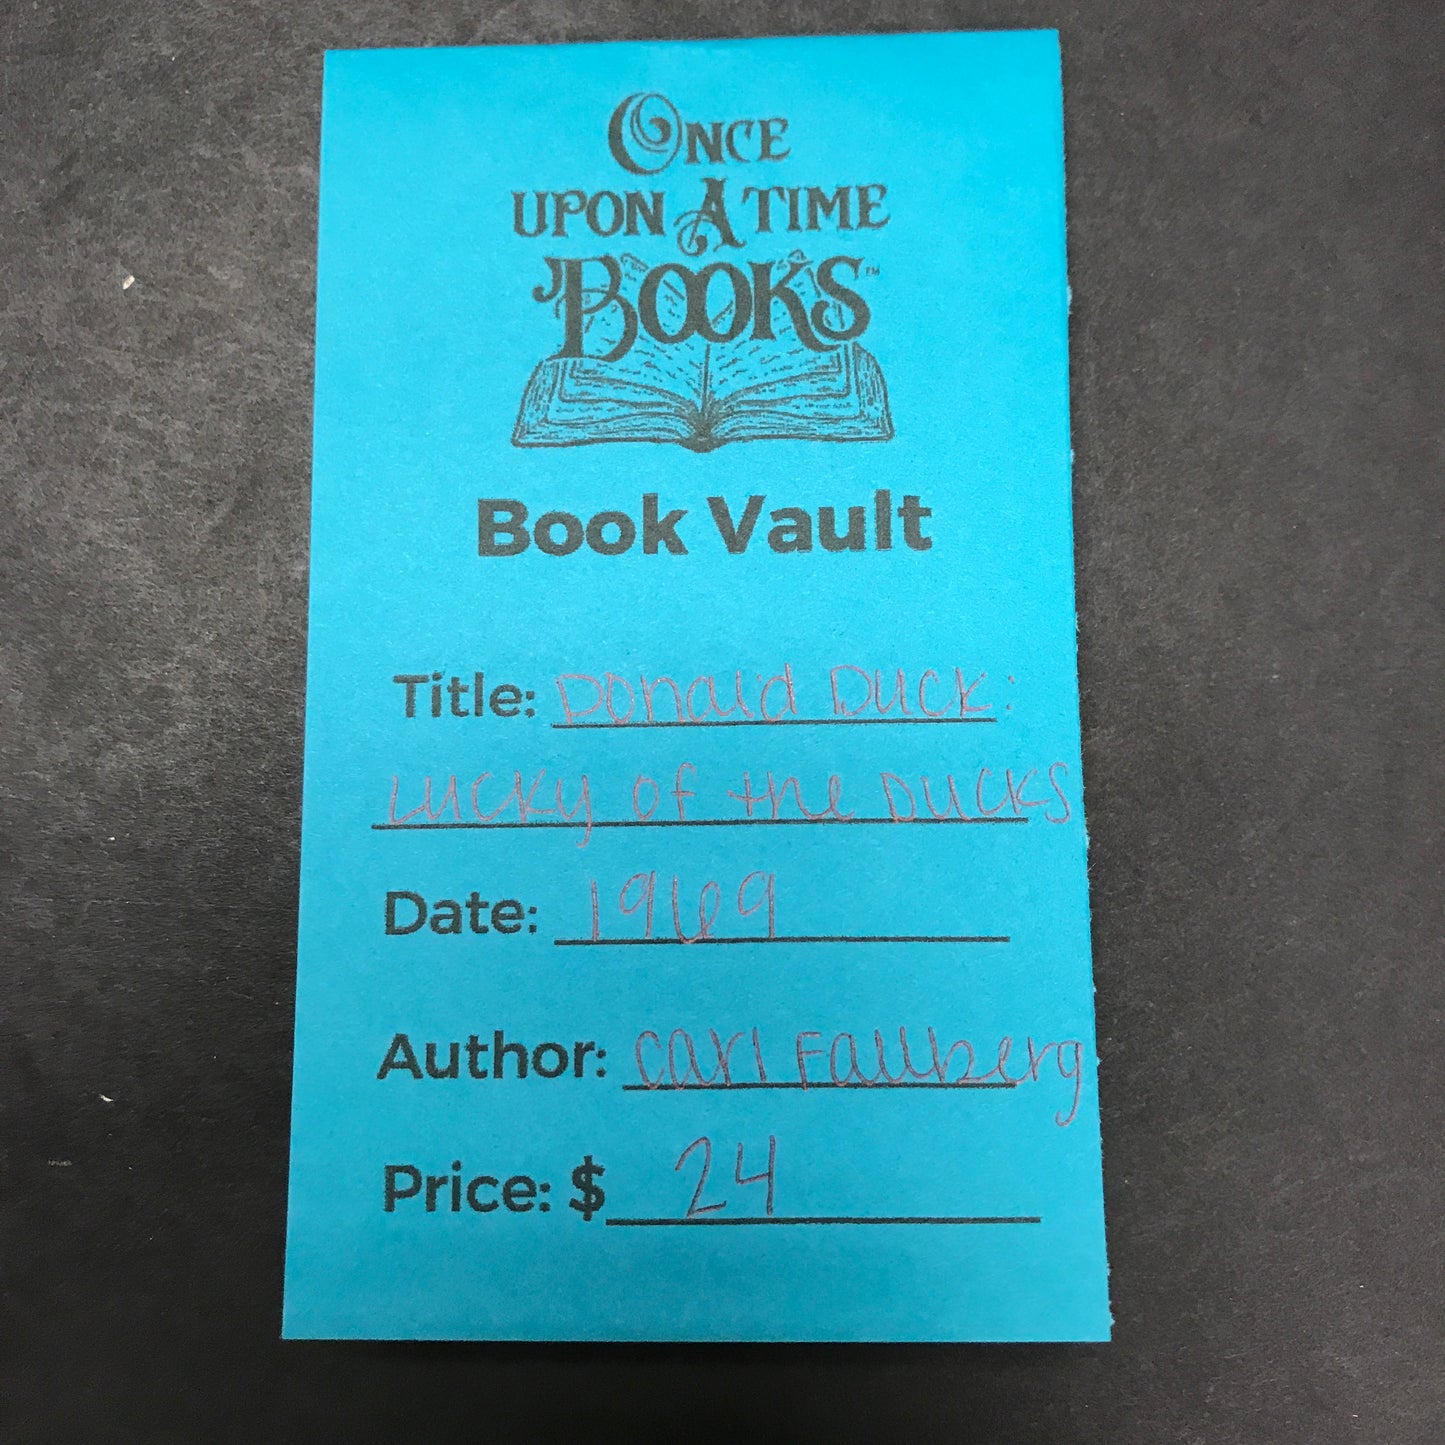 ONCE
UPON A TIME
BOOKS™
Book Vault
Title: Donald Duck:
Lucky of the Ducks
Date: 1969
Author: Carl Fallberg
Price: $ 24